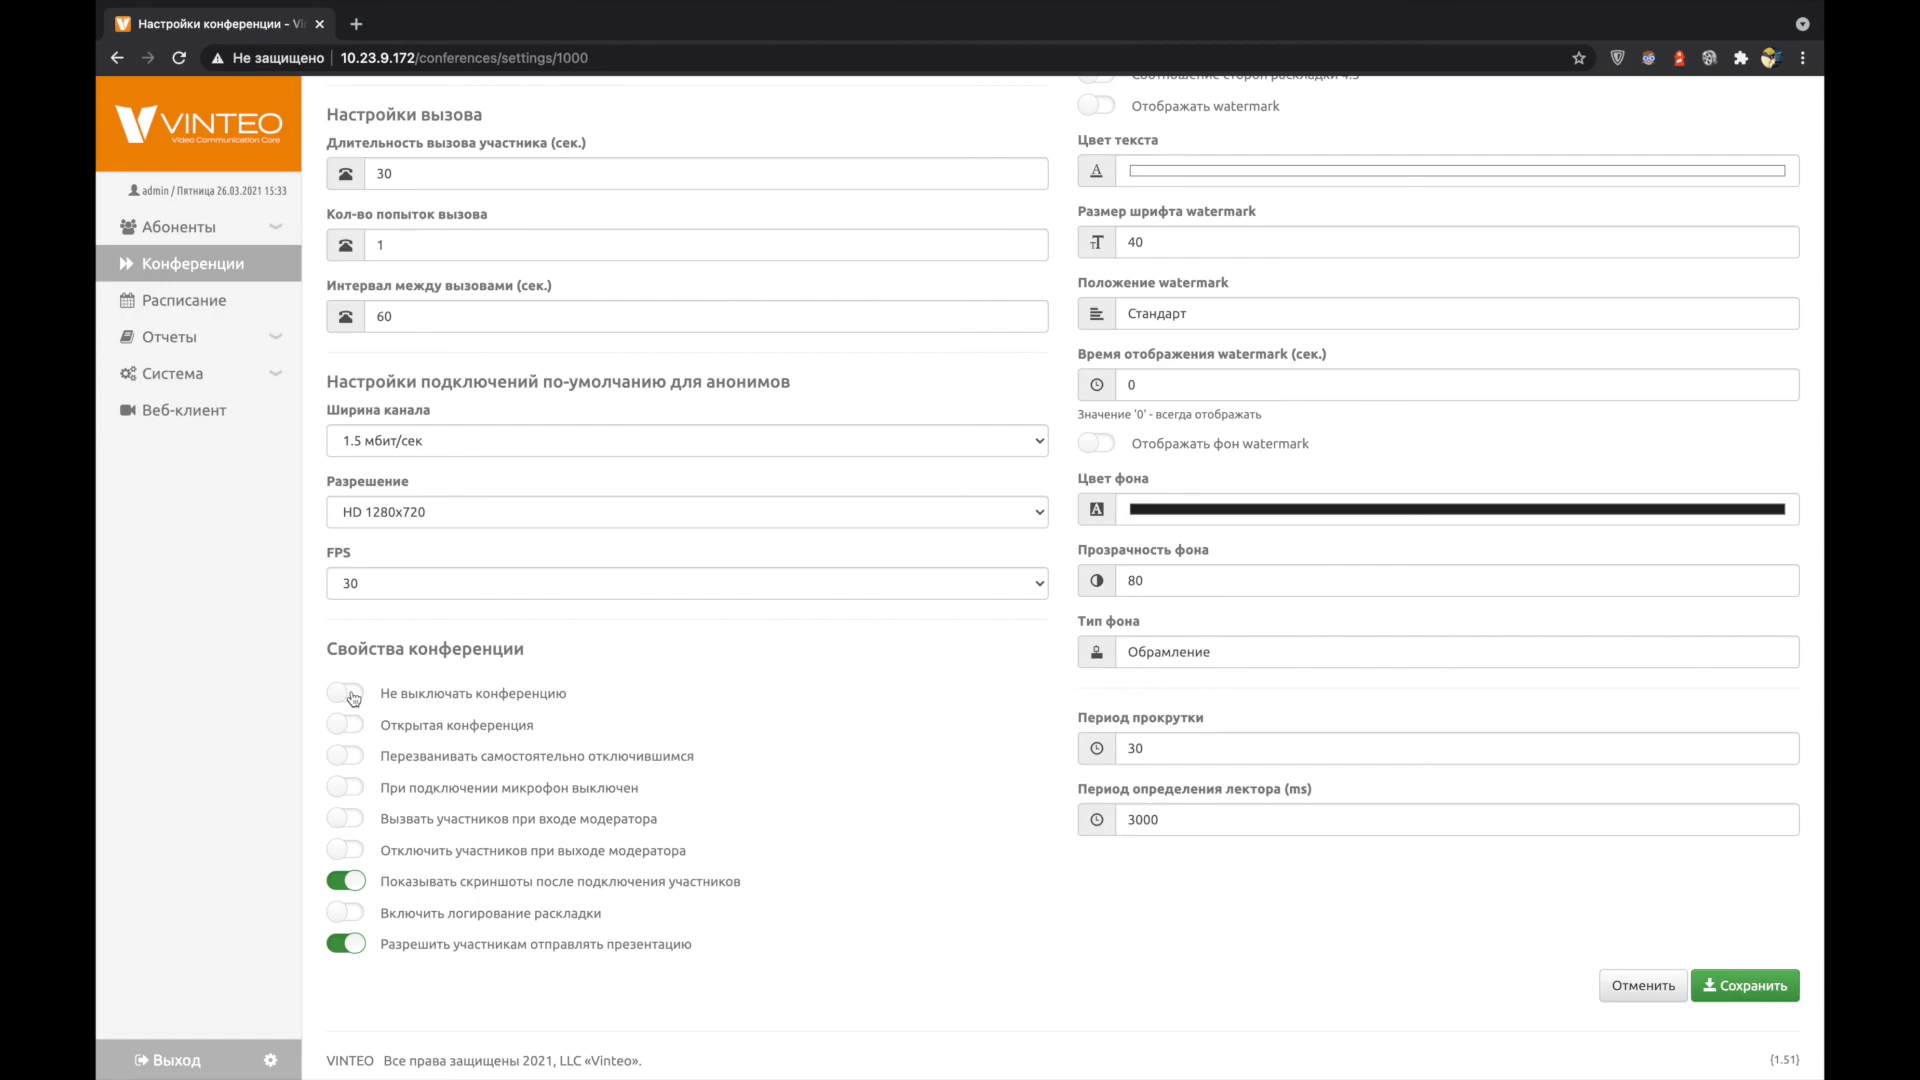 Настройки конференции - Vi
Не защищено
10.23.9.172/conferences/settings/1000
VINTEO
Video Communication Core
admin / Пятница 26.03.2021 15:33
Абоненты
Конференции
Расписание
Отчеты
Система
Веб-клиент
Выход
Настройки вызова
Длительность вызова участника (сек.)
30
Кол-во попыток вызова
1
Интервал между вызовами (сек.)
60
Настройки подключений по-умолчанию для анонимов
Ширина канала
1.5 мбит/сек
Разрешение
HD 1280x720
FPS
30
Свойства конференции
Не выключать конференцию
Открытая конференция
Перезванивать самостоятельно отключившимся
При подключении микрофон выключен
Вызвать участников при входе модератора
Отключить участников при выходе модератора
Показывать скриншоты после подключения участников
Включить логирование раскладки
Разрешить участникам отправлять презентацию
Соотношение сторон раскладки 4:3
Отображать watermark
Цвет текста
Размер шрифта watermark
40
Положение watermark
Стандарт
Время отображения watermark (сек.)
0
Значение '0' - всегда отображать
Отображать фон watermark
Цвет фона
Прозрачность фона
80
Тип фона
Обрамление
Период прокрутки
30
Период определения лектора (ms)
3000
Отменить
Сохранить
VINTEO Все права защищены 2021, LLC «Vinteo».
{1.51}